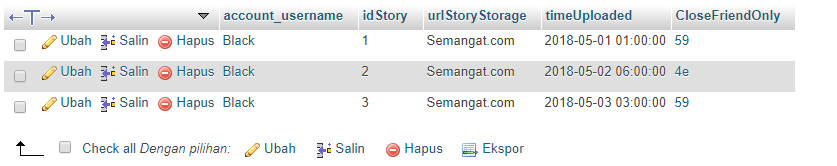 account_username idStory urlStoryStorage timeUploaded CloseFriendOnly
Ubah Salin Hapus Black 1 Semangat.com 2018-05-01 01:00:00 59
Ubah Salin Hapus Black 2 Semangat.com 2018-05-02 06:00:00 4e
Ubah Salin Hapus Black 3 Semangat.com 2018-05-03 03:00:00 59
Check all Dengan pilihan: Ubah Salin Hapus Ekspor